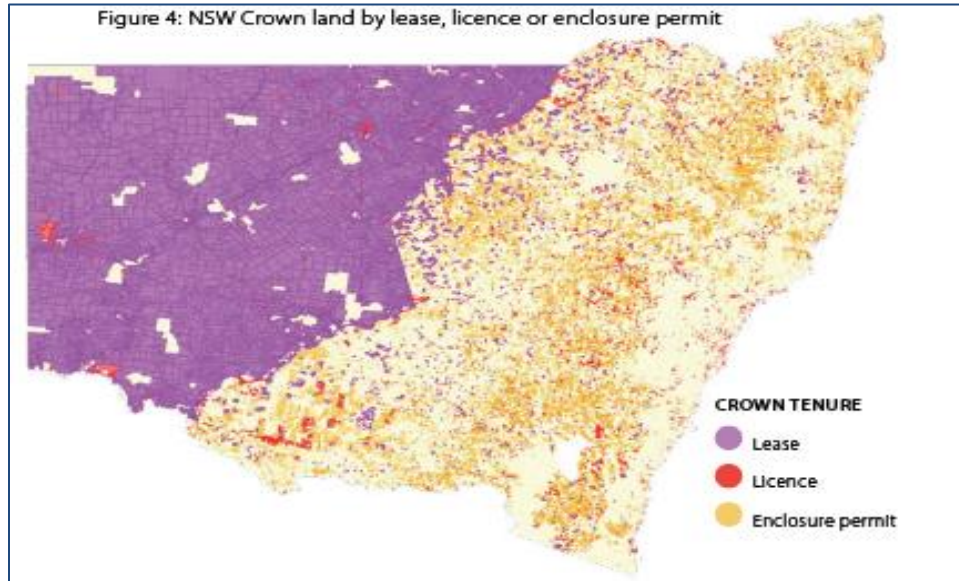 Figure 4: NSW Crown land by lease, licence or enclosure permit
CROWN TENURE
Lease
Licence
Enclosure permit